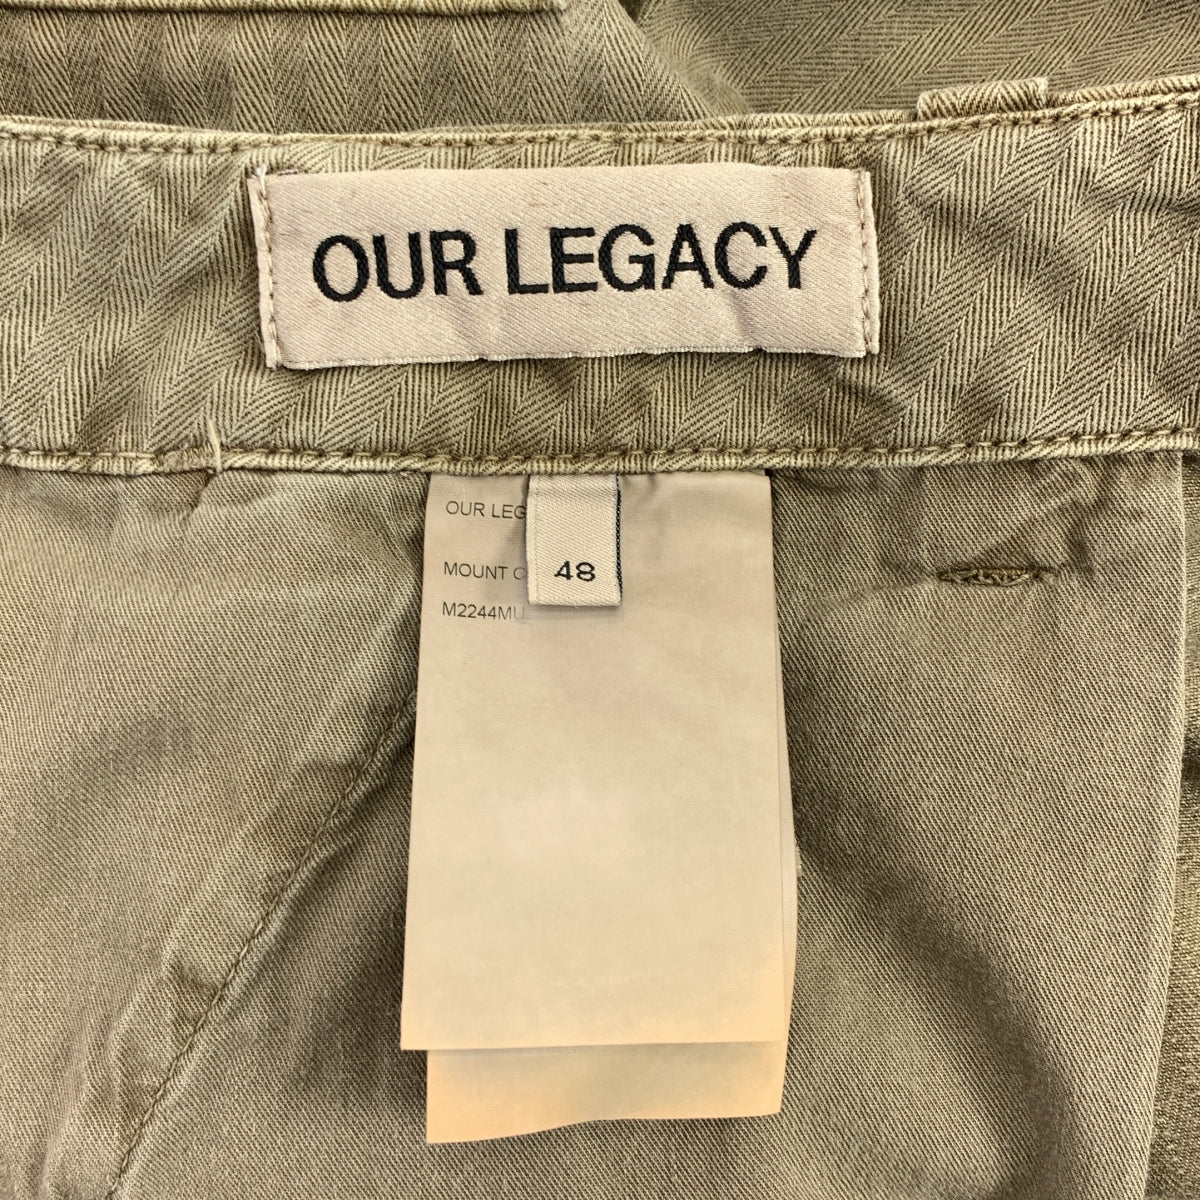 OUR LEGACY
OUR LEG
48
MOUNT C
M2244MU